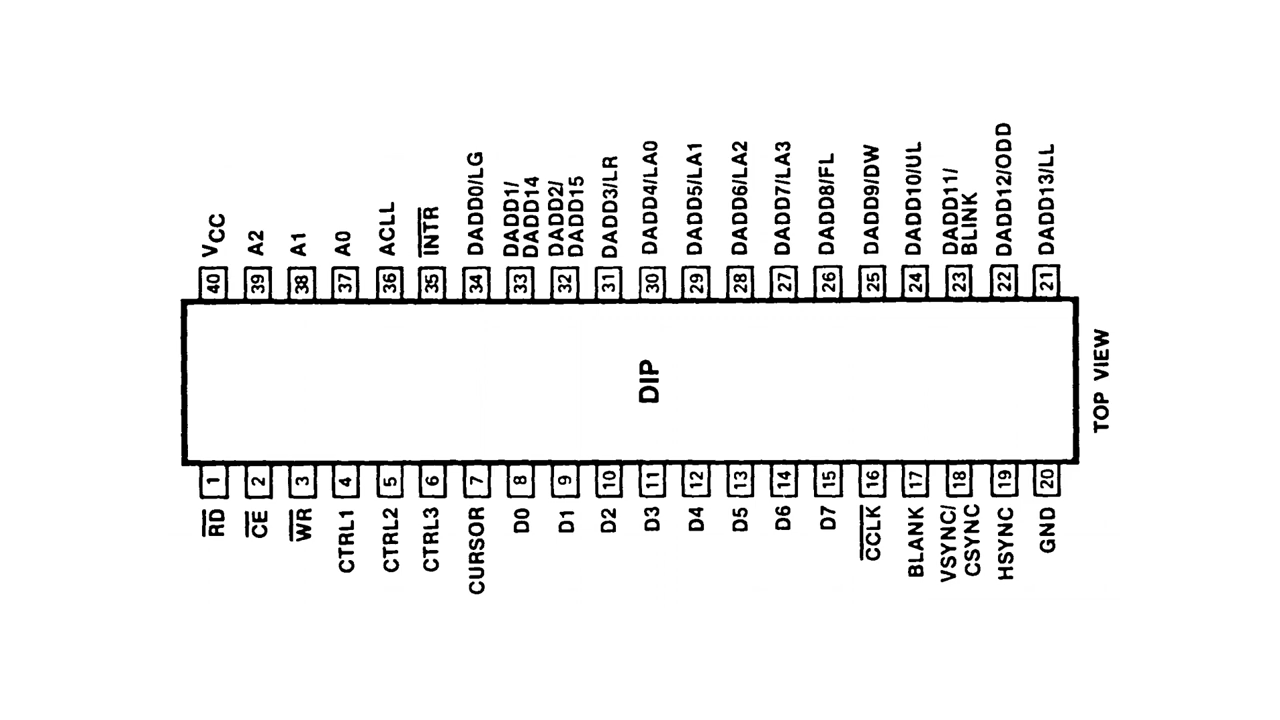 VCC
A2
A1
A0
ACLL
INTR
DADD0/LG
DADD1/
DADD14
DADD2/
DADD15
DADD3/LR
DADD4/LA0
DADD5/LA1
DADD6/LA2
DADD7/LA3
DADD8/FL
DADD9/DW
DADD10/UL
DADD11/
BLINK
DADD12/ODD
DADD13/LL
40
39
38
37
36
35
34
33
32
31
30
29
28
27
26
25
24
23
22
21
DIP
TOP VIEW
1
2
3
4
5
6
7
8
9
10
11
12
13
14
15
16
17
18
19
20
RD
CE
WR
CTRL1
CTRL2
CTRL3
CURSOR
D0
D1
D2
D3
D4
D5
D6
D7
CCLK
BLANK
VSYNC/
CSYNC
HSYNC
GND